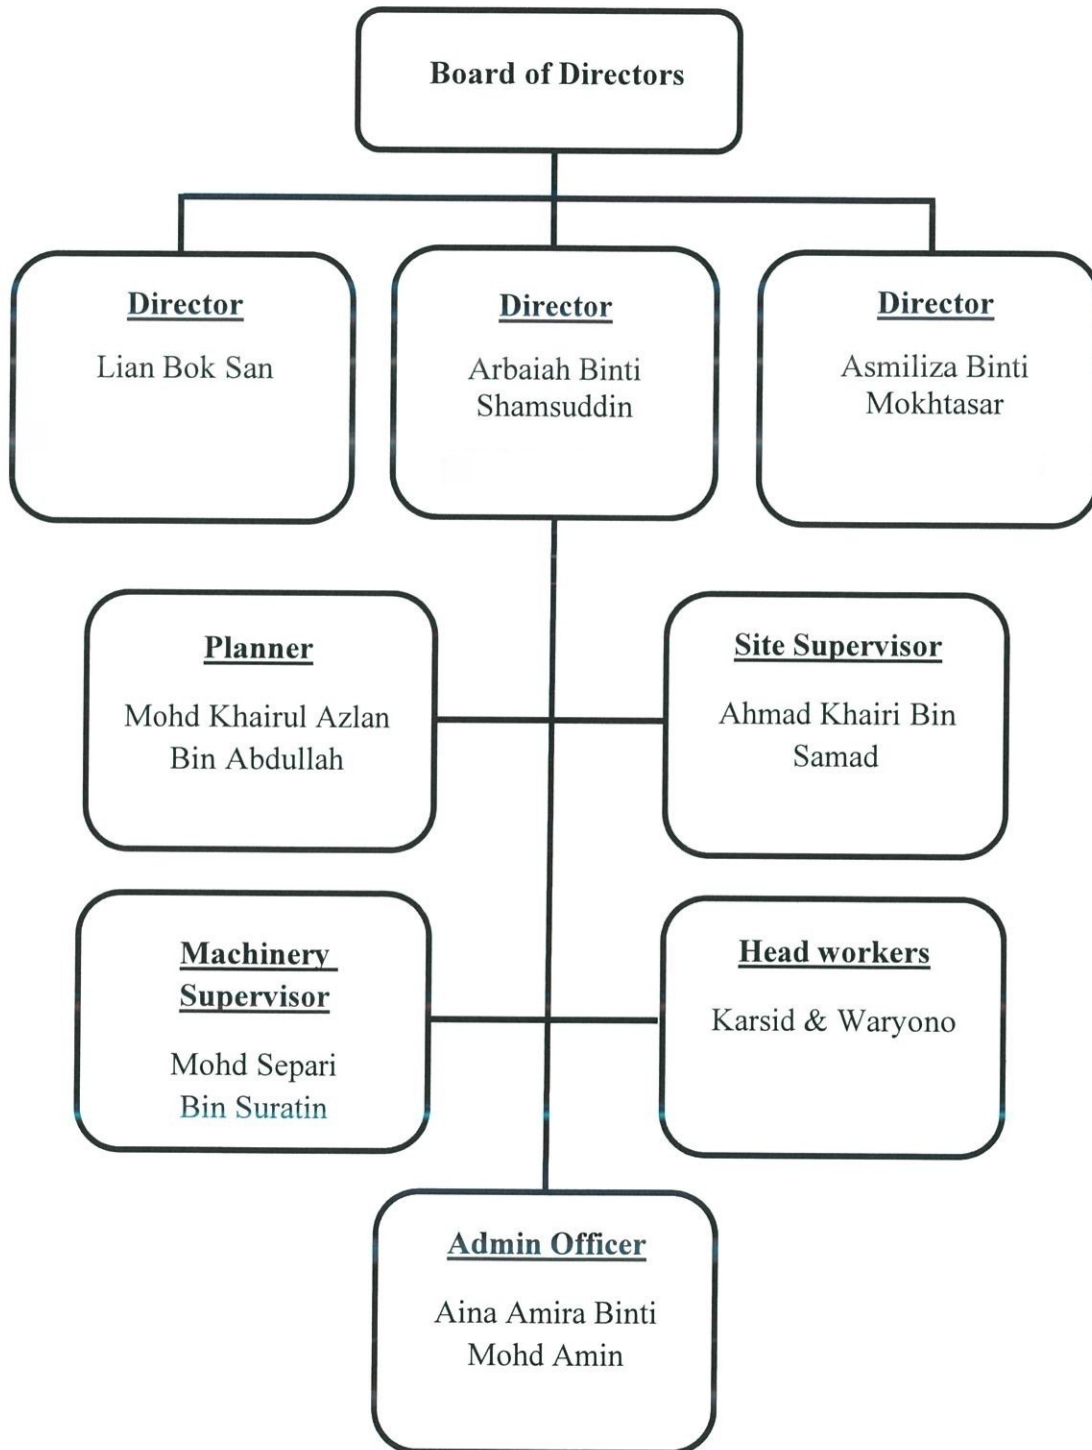 Board of Directors
Director
Lian Bok San
Director
Arbaiah Binti
Shamsuddin
Director
Asmiliza Binti
Mokhtasar
Planner
Mohd Khairul Azlan
Bin Abdullah
Site Supervisor
Ahmad Khairi Bin
Samad
Machinery
Supervisor
Mohd Separi
Bin Suratin
Head workers
Karsid & Waryono
Admin Officer
Aina Amira Binti
Mohd Amin